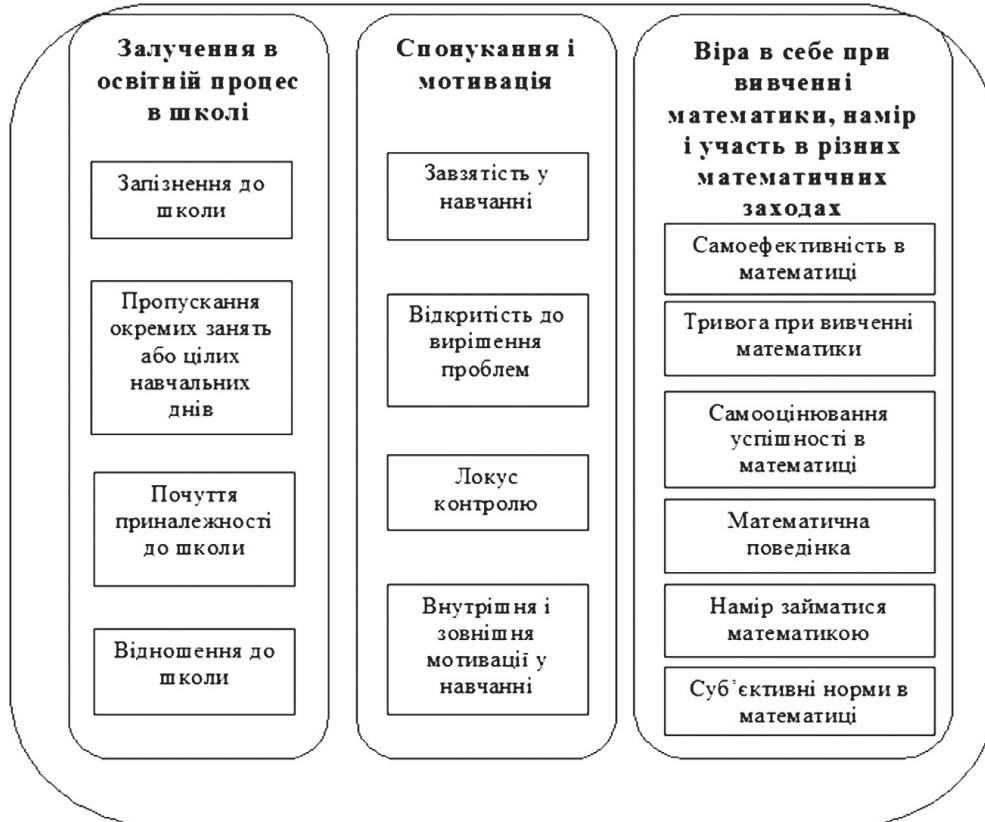 Залучення в
освітній процес
в школі
Запізнення до
школи
Пропускання
окремих занять
або цілих
навчальних
днів
Почуття
приналежності
до школи
Відношення до
школи
Спонукання і
мотивація
Завзятість у
навчанні
Відкритість до
вирішення
проблем
Локус
контролю
Внутрішня і
зовнішня
мотивації у
навчанні
Віра в себе при
вивченні
математики, намір
і участь в різних
математичних
заходах
Самоефективність в
математиці
Тривога при вивченні
математики
Самооцінювання
успішності в
математиці
Математична
поведінка
Намір займатися
математикою
Суб’єктивні норми в
математиці